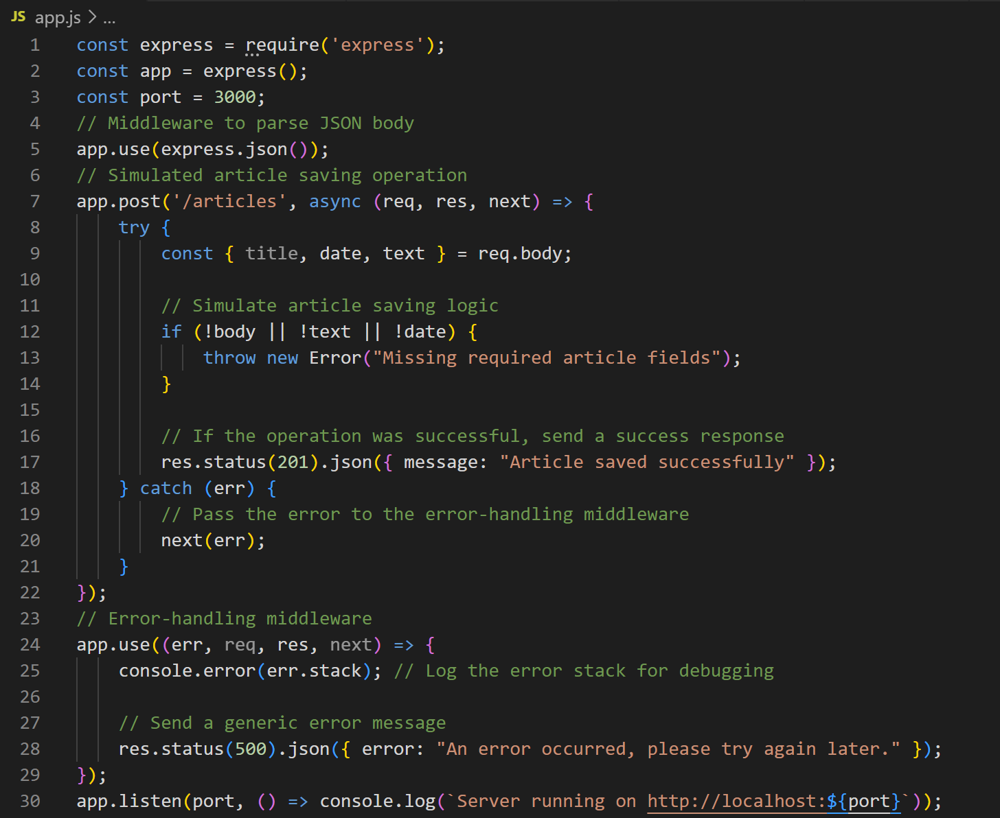 JS app.js > ...
1 const express = require('express');
2 const app = express();
3 const port = 3000;
4 // Middleware to parse JSON body
5 app.use(express.json());
6 // Simulated article saving operation
7 app.post('/articles', async (req, res, next) => {
8     try {
9         const { title, date, text } = req.body;
10
11         // Simulate article saving logic
12         if (!body || !text || !date) {
13             throw new Error("Missing required article fields");
14         }
15
16         // If the operation was successful, send a success response
17         res.status(201).json({ message: "Article saved successfully" });
18     } catch (err) {
19         // Pass the error to the error-handling middleware
20         next(err);
21     }
22 });
23 // Error-handling middleware
24 app.use((err, req, res, next) => {
25     console.error(err.stack); // Log the error stack for debugging
26
27     // Send a generic error message
28     res.status(500).json({ error: "An error occurred, please try again later." });
29 });
30 app.listen(port, () => console.log(`Server running on http://localhost:${port}`));